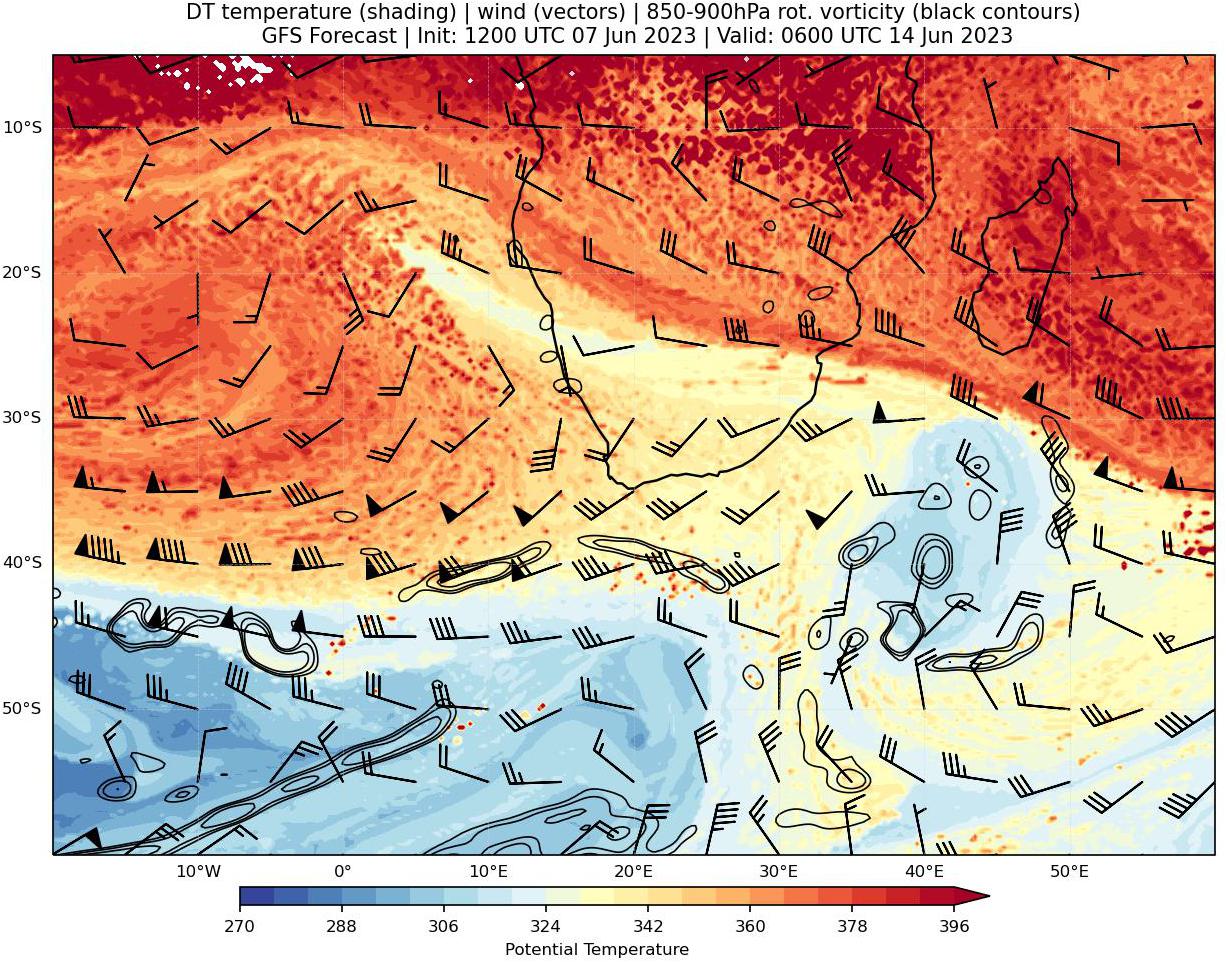 DT temperature (shading) | wind (vectors) | 850-900hPa rot. vorticity (black contours)
GFS Forecast | Init: 1200 UTC 07 Jun 2023 | Valid: 0600 UTC 14 Jun 2023
10°S
20°S
30°S
40°S
50°S
10°W 0° 10°E 20°E 30°E 40°E 50°E
270 288 306 324 342 360 378 396
Potential Temperature